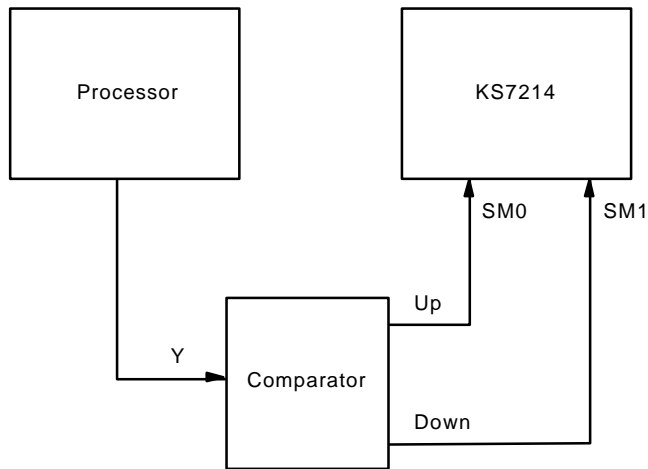 Processor
KS7214
SM0
SM1
Up
Y
Comparator
Down